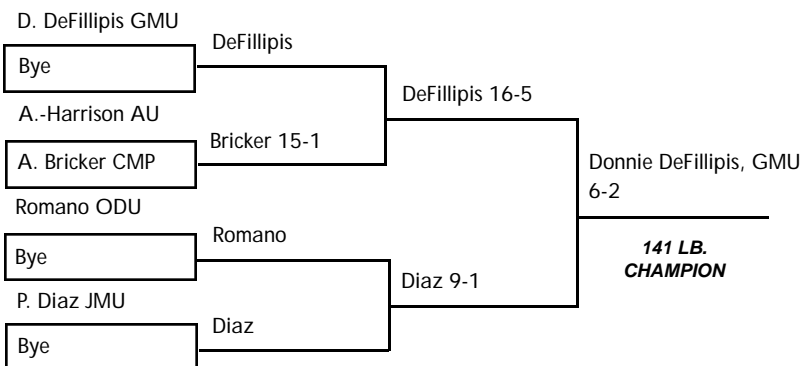 D. DeFillipis GMU
DeFillipis
Bye
DeFillipis 16-5
A.-Harrison AU
Bricker 15-1
A. Bricker CMP
Donnie DeFillipis, GMU
6-2
Romano ODU
Romano
Bye
141 LB.
CHAMPION
Diaz 9-1
P. Diaz JMU
Diaz
Bye